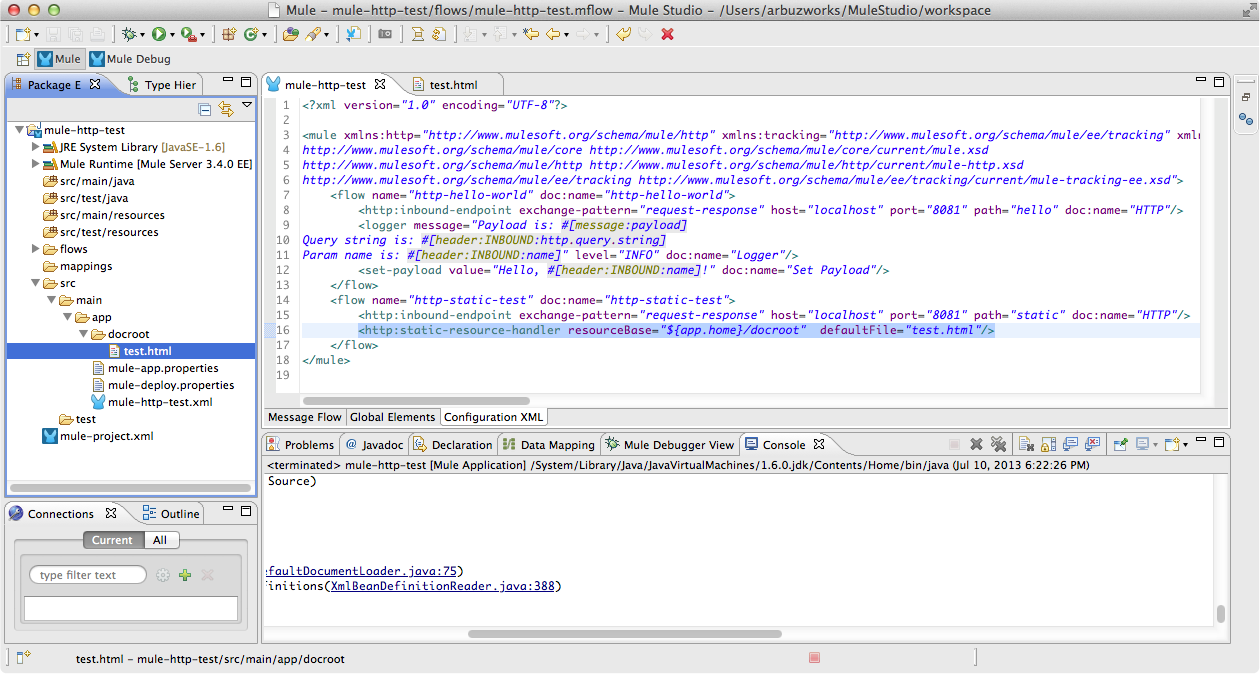 Mule – mule-http-test/flows/mule-http-test.mflow – Mule Studio – /Users/arbuzworks/MuleStudio/workspace
Mule Mule Debug
Package E Type Hier
mule-http-test
JRE System Library [JavaSE-1.6]
Mule Runtime [Mule Server 3.4.0 EE]
src/main/java
src/test/java
src/main/resources
src/test/resources
flows
mappings
src
main
app
docroot
test.html
mule-app.properties
mule-deploy.properties
mule-http-test.xml
test
mule-project.xml
mule-http-test test.html
1 <?xml version="1.0" encoding="UTF-8"?>
2
3 <mule xmlns:http="http://www.mulesoft.org/schema/mule/http" xmlns:tracking="http://www.mulesoft.org/schema/mule/ee/tracking" xmln
4 http://www.mulesoft.org/schema/mule/core http://www.mulesoft.org/schema/mule/core/current/mule.xsd
5 http://www.mulesoft.org/schema/mule/http http://www.mulesoft.org/schema/mule/http/current/mule-http.xsd
6 http://www.mulesoft.org/schema/mule/ee/tracking http://www.mulesoft.org/schema/mule/ee/tracking/current/mule-tracking-ee.xsd">
7 <flow name="http-hello-world" doc:name="http-hello-world">
8 <http:inbound-endpoint exchange-pattern="request-response" host="localhost" port="8081" path="hello" doc:name="HTTP"/>
9 <logger message="Payload is: #[message:payload]
10 Query string is: #[header:INBOUND:http.query.string]
11 Param name is: #[header:INBOUND:name]" level="INFO" doc:name="Logger"/>
12 <set-payload value="Hello, #[header:INBOUND:name]!" doc:name="Set Payload"/>
13 </flow>
14 <flow name="http-static-test" doc:name="http-static-test">
15 <http:inbound-endpoint exchange-pattern="request-response" host="localhost" port="8081" path="static" doc:name="HTTP"/>
16 <http:static-resource-handler resourceBase="${app.home}/docroot" defaultFile="test.html"/>
17 </flow>
18 </mule>
19
Message Flow Global Elements Configuration XML
Problems @ Javadoc Declaration Data Mapping Mule Debugger View Console
<terminated> mule-http-test [Mule Application] /System/Library/Java/JavaVirtualMachines/1.6.0.jdk/Contents/Home/bin/java (Jul 10, 2013 6:22:26 PM)
Source)
efaultDocumentLoader.java:75)
finitions(XmlBeanDefinitionReader.java:388)
Connections Outline
Current All
type filter text
test.html – mule-http-test/src/main/app/docroot